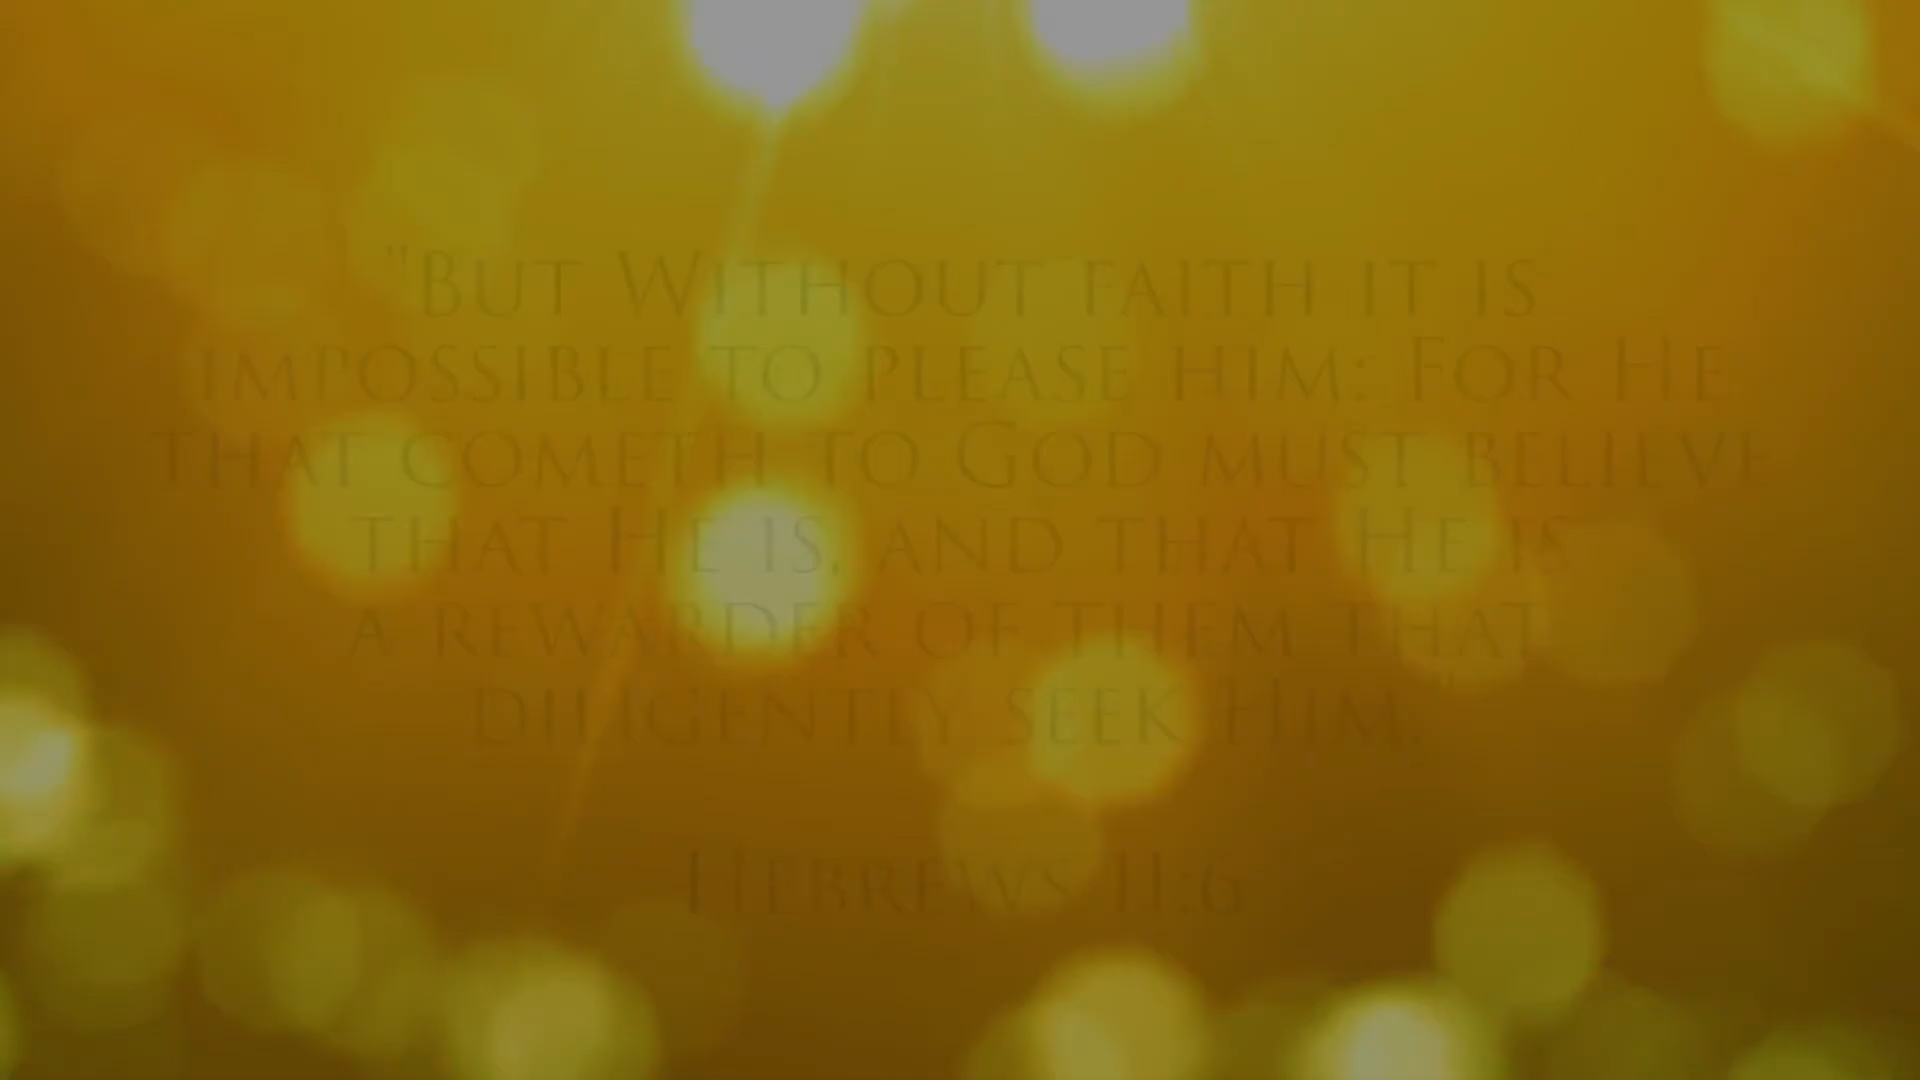 "But Without faith it is
impossible to please him: For He
that cometh to God must believe
that He is, and that He is
a rewarder of them that
diligently seek Him."
Hebrews 11:6